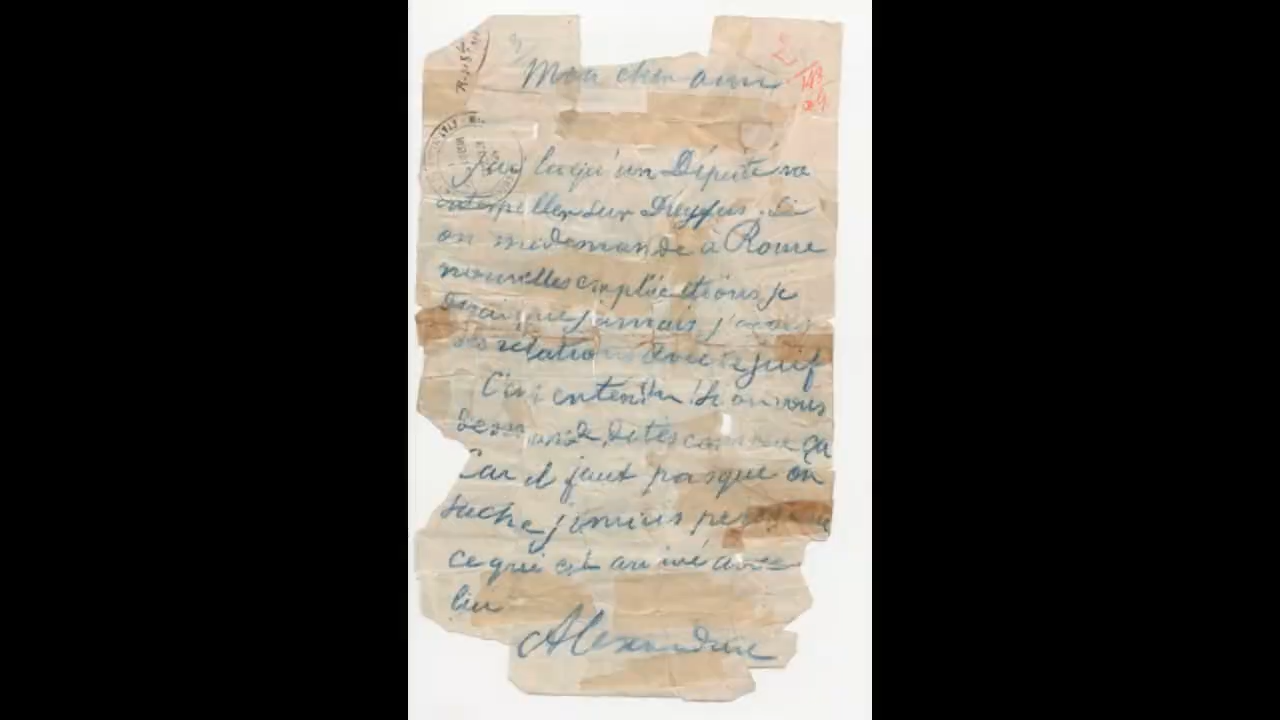 Mon cher ami
J'ai lu qu'un Député va
interpeller sur Dreyfus. Si
on me demande à Rome
nouvelles explications je
dirai que jamais j'avais
des relations avec ce juif
C'est entendu. Si on vous
demande, dites comme ça
Car il faut pas que on
sache jamais personne
ce qui est arrivé avec
lui
Alexandrine